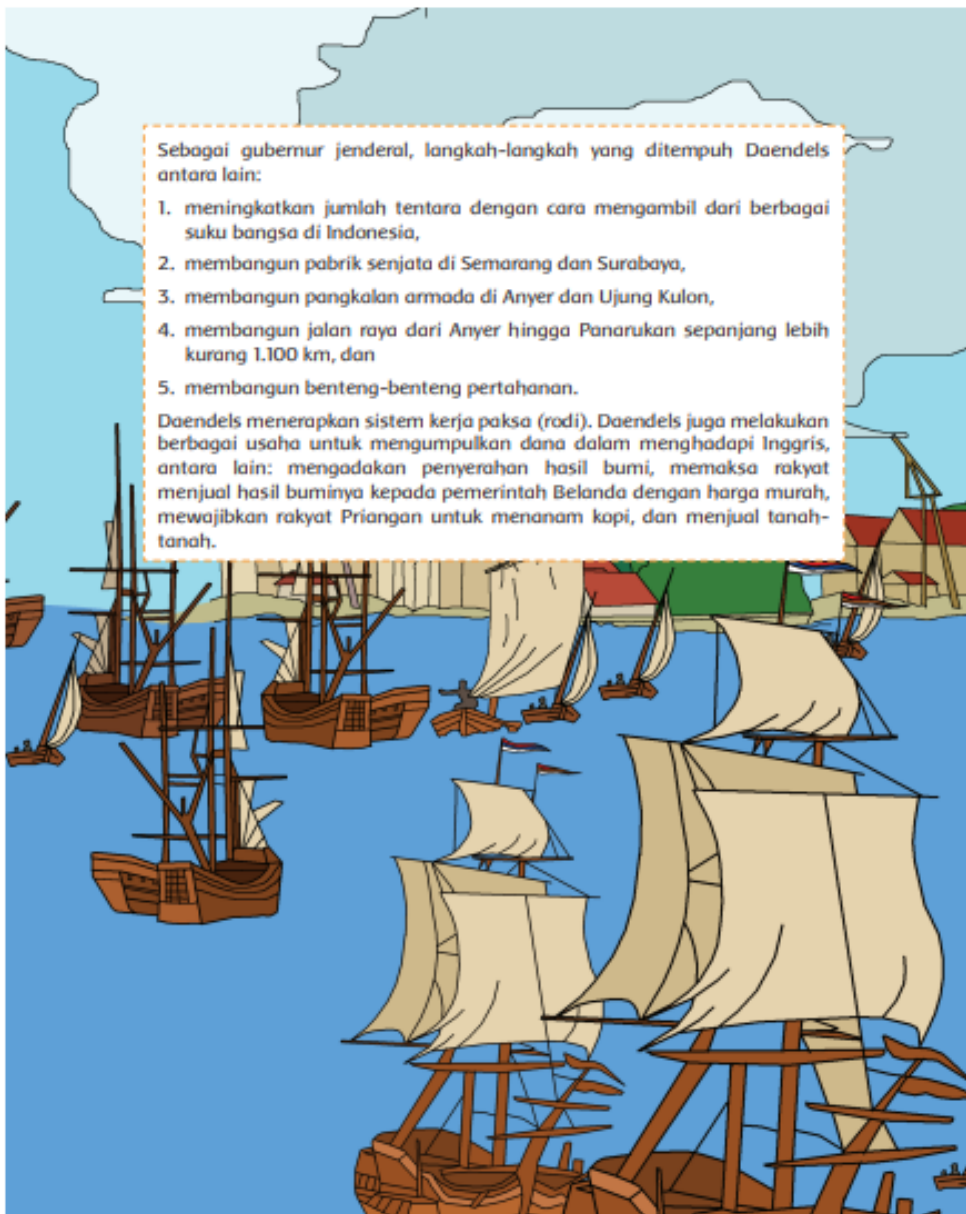 Sebagai gubernur jenderal, langkah-langkah yang ditempuh Daendels
antara lain:
1. meningkatkan jumlah tentara dengan cara mengambil dari berbagai
suku bangsa di Indonesia,
2. membangun pabrik senjata di Semarang dan Surabaya,
3. membangun pangkalan armada di Anyer dan Ujung Kulon,
4. membangun jalan raya dari Anyer hingga Panarukan sepanjang lebih
kurang 1.100 km, dan
5. membangun benteng-benteng pertahanan.
Daendels menerapkan sistem kerja paksa (rodi). Daendels juga melakukan
berbagai usaha untuk mengumpulkan dana dalam menghadapi Inggris,
antara lain: mengadakan penyerahan hasil bumi, memaksa rakyat
menjual hasil buminya kepada pemerintah Belanda dengan harga murah,
mewajibkan rakyat Priangan untuk menanam kopi, dan menjual tanah-
tanah.